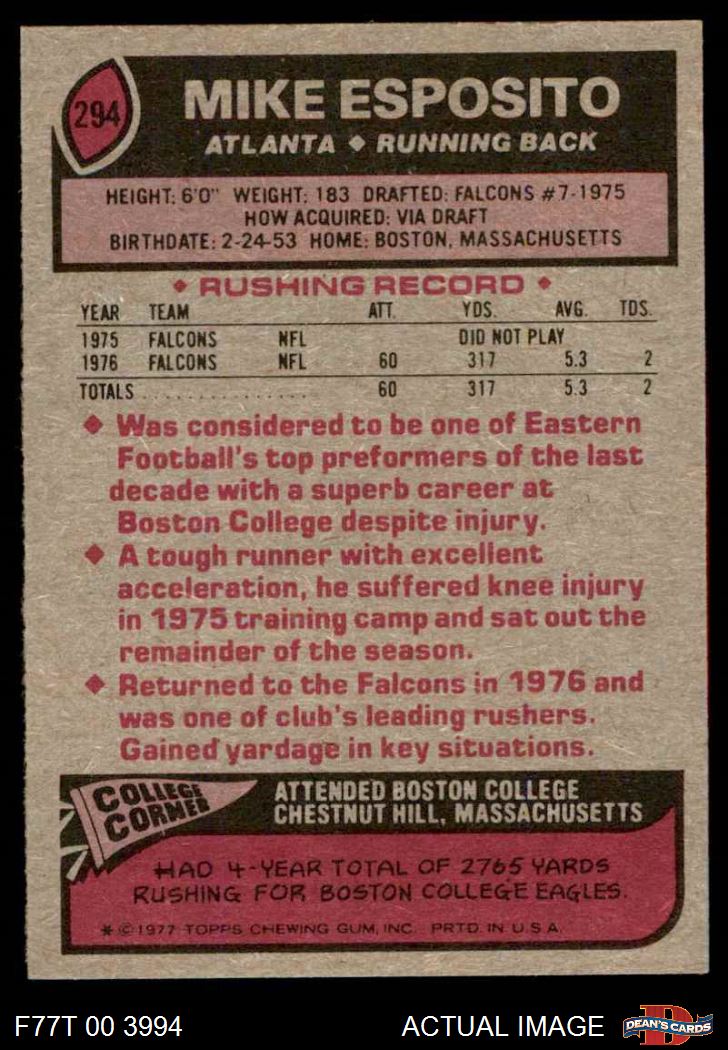 294
MIKE ESPOSITO
ATLANTA ◆ RUNNING BACK
HEIGHT: 6'0" WEIGHT: 183 DRAFTED: FALCONS #7-1975
HOW ACQUIRED: VIA DRAFT
BIRTHDATE: 2-24-53 HOME: BOSTON, MASSACHUSETTS
◆ RUSHING RECORD ◆
YEAR TEAM ATT. YDS. AVG. TDS.
1975 FALCONS NFL DID NOT PLAY
1976 FALCONS NFL 60 317 5.3 2
TOTALS . . . . . . . . . . . . . . . 60 317 5.3 2
◆ Was considered to be one of Eastern
Football's top preformers of the last
decade with a superb career at
Boston College despite injury.
◆ A tough runner with excellent
acceleration, he suffered knee injury
in 1975 training camp and sat out the
remainder of the season.
◆ Returned to the Falcons in 1976 and
was one of club's leading rushers.
Gained yardage in key situations.
COLLEGE
CORNER
ATTENDED BOSTON COLLEGE
CHESTNUT HILL, MASSACHUSETTS
HAD 4-YEAR TOTAL OF 2765 YARDS
RUSHING FOR BOSTON COLLEGE EAGLES.
* © 1977 TOPPS CHEWING GUM, INC. PRTD. IN U.S.A.
F77T 00 3994
ACTUAL IMAGE
D
DEAN'S CARDS